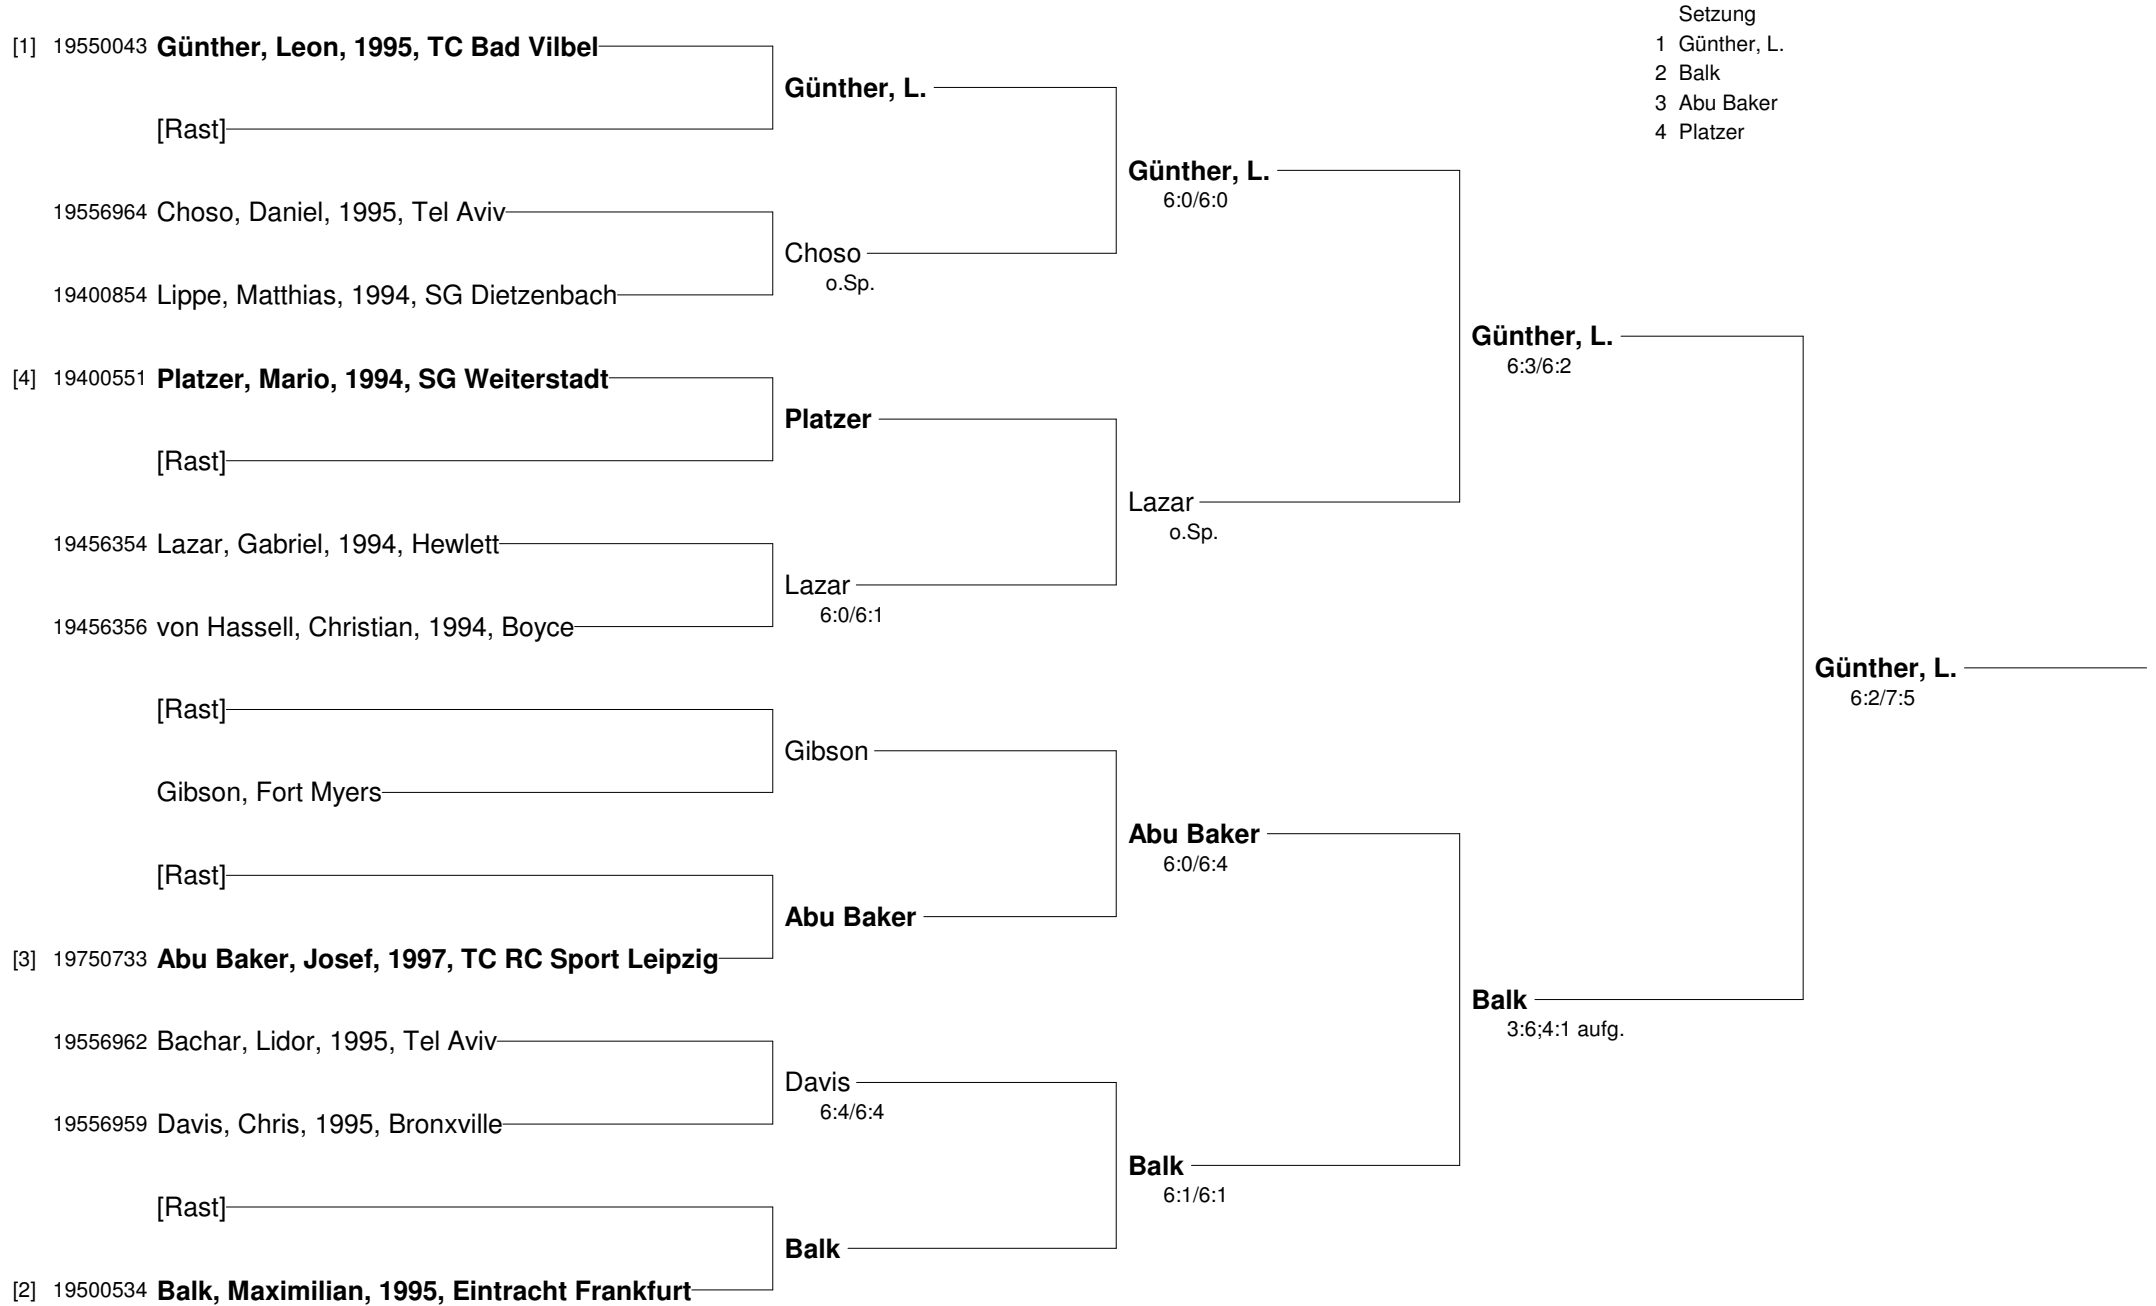 Setzung
1 Günther, L.
2 Balk
3 Abu Baker
4 Platzer
[1] 19550043 Günther, Leon, 1995, TC Bad Vilbel
[Rast]
19556964 Choso, Daniel, 1995, Tel Aviv
19400854 Lippe, Matthias, 1994, SG Dietzenbach
[4] 19400551 Platzer, Mario, 1994, SG Weiterstadt
[Rast]
19456354 Lazar, Gabriel, 1994, Hewlett
19456356 von Hassell, Christian, 1994, Boyce
[Rast]
Gibson, Fort Myers
[Rast]
[3] 19750733 Abu Baker, Josef, 1997, TC RC Sport Leipzig
19556962 Bachar, Lidor, 1995, Tel Aviv
19556959 Davis, Chris, 1995, Bronxville
[Rast]
[2] 19500534 Balk, Maximilian, 1995, Eintracht Frankfurt
Günther, L.
Choso
o.Sp.
Platzer
Lazar
6:0/6:1
Gibson
Abu Baker
Davis
6:4/6:4
Balk
Günther, L.
6:0/6:0
Lazar
o.Sp.
Abu Baker
6:0/6:4
Balk
6:1/6:1
Günther, L.
6:3/6:2
Balk
3:6;4:1 aufg.
Günther, L.
6:2/7:5